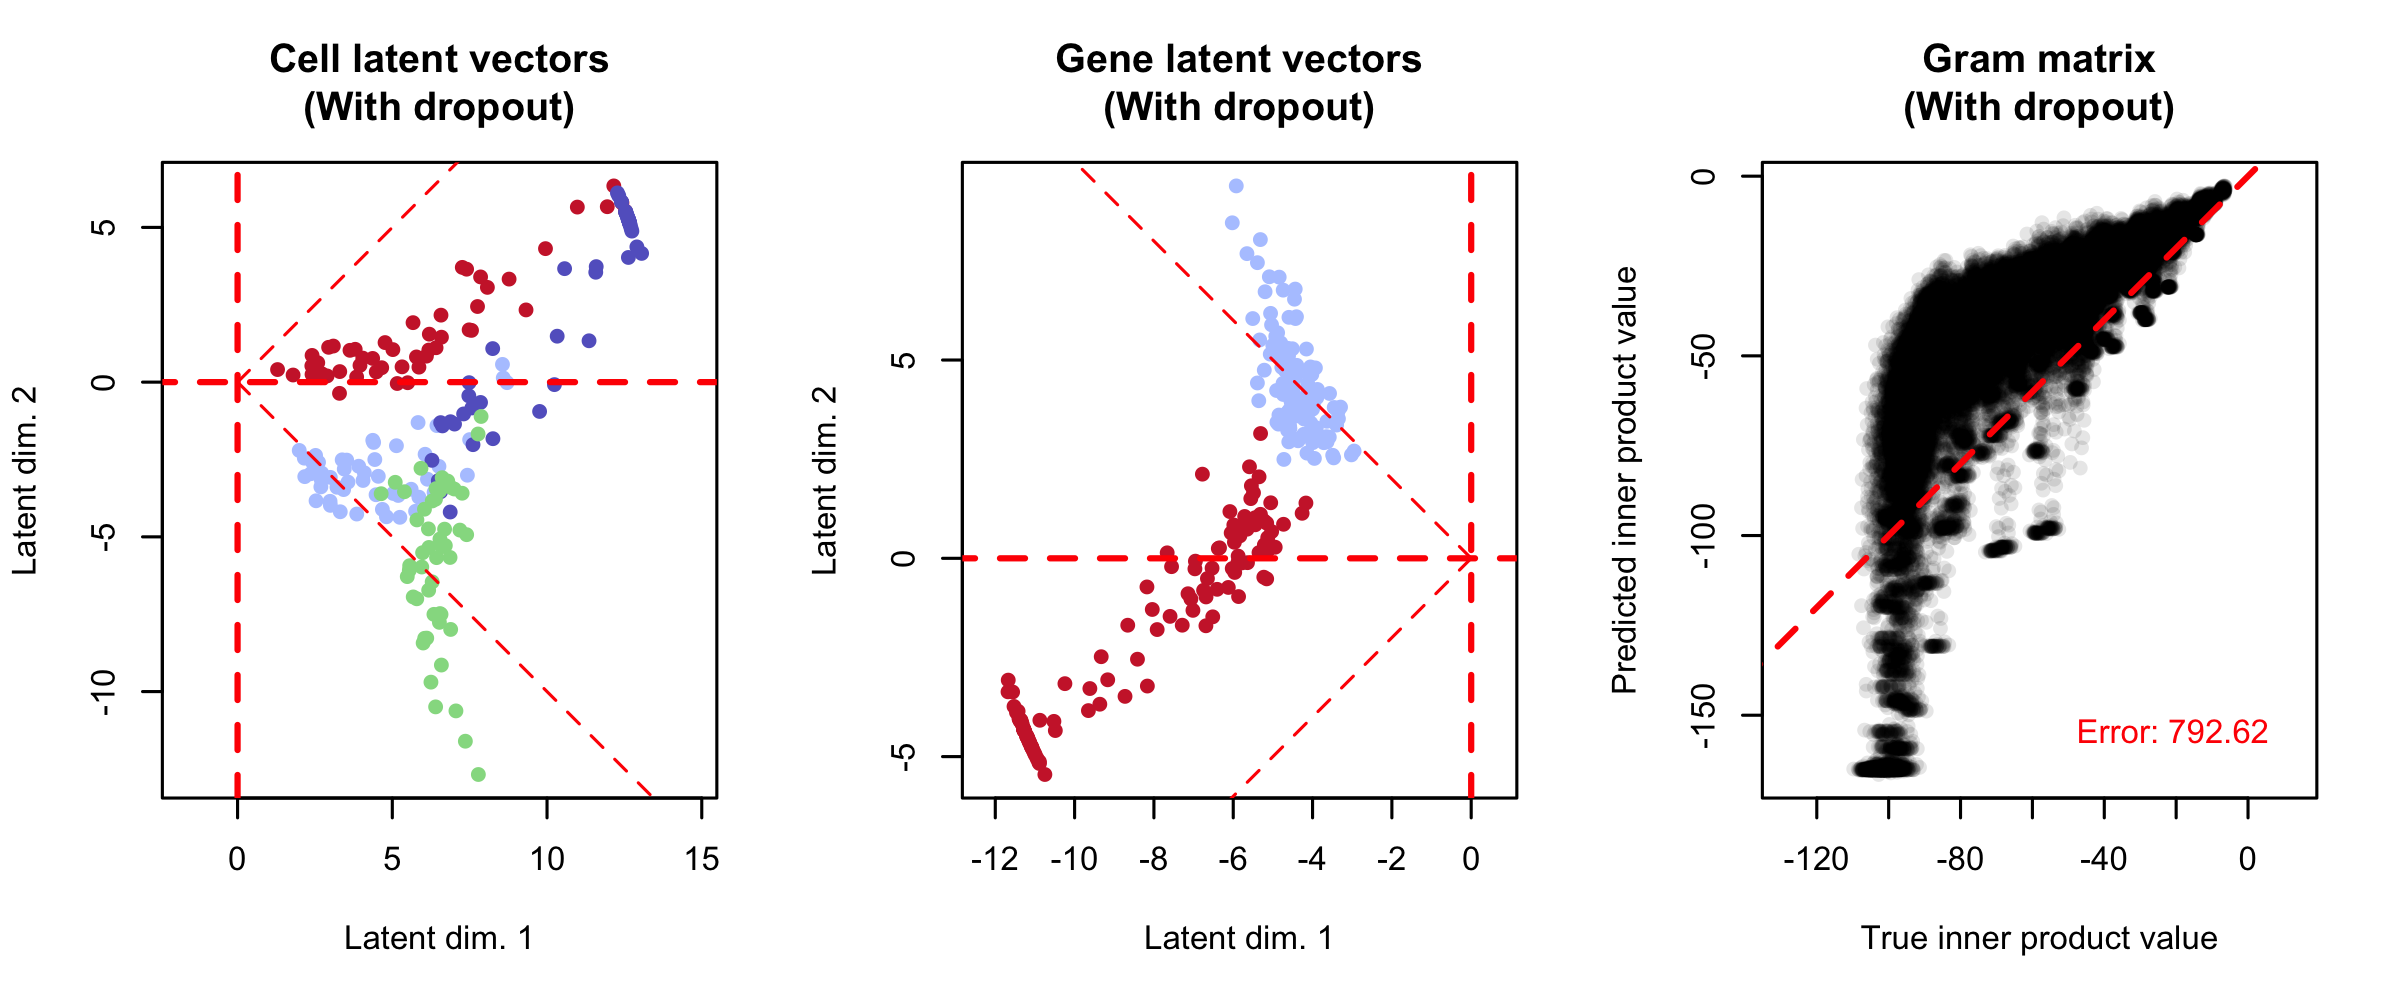 Cell latent vectors
(With dropout)
Latent dim. 2
5
0
-5
-10
0 5 10 15
Latent dim. 1
Gene latent vectors
(With dropout)
Latent dim. 2
5
0
-5
-12 -10 -8 -6 -4 -2 0
Latent dim. 1
Gram matrix
(With dropout)
Predicted inner product value
0
-50
-100
-150
Error: 792.62
-120 -80 -40 0
True inner product value